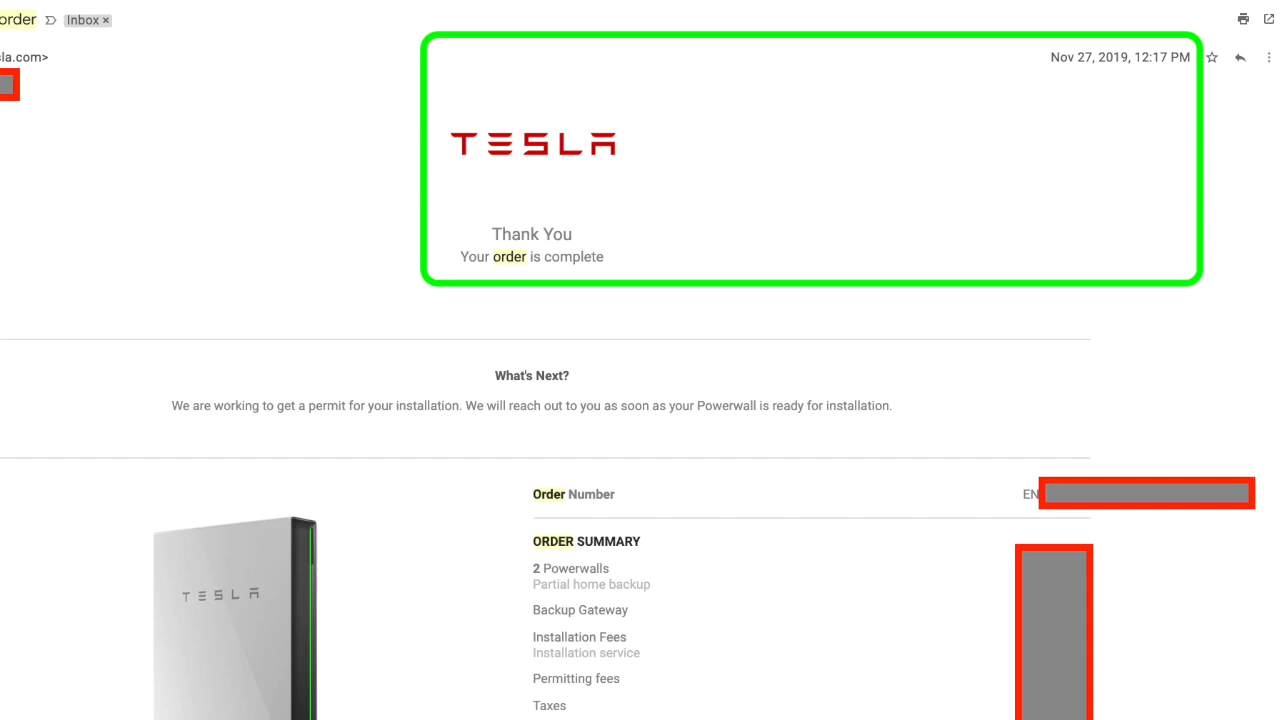 order Inbox ×
la.com>
Nov 27, 2019, 12:17 PM
TESLA
Thank You
Your order is complete
What's Next?
We are working to get a permit for your installation. We will reach out to you as soon as your Powerwall is ready for installation.
Order Number EN
ORDER SUMMARY
2 Powerwalls
Partial home backup
Backup Gateway
Installation Fees
Installation service
Permitting fees
Taxes
TESLA